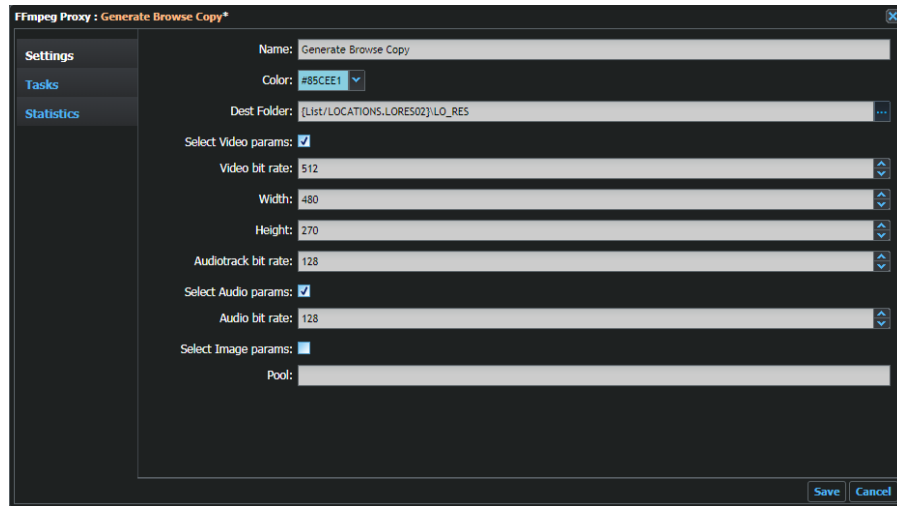 FFmpeg Proxy : Generate Browse Copy*
Settings
Tasks
Statistics
Name: Generate Browse Copy
Color: #85CEE1
Dest Folder: [List/LOCATIONS.LORES02]\LO_RES ...
Select Video params:
Video bit rate: 512
Width: 480
Height: 270
Audiotrack bit rate: 128
Select Audio params:
Audio bit rate: 128
Select Image params:
Pool:
Save Cancel